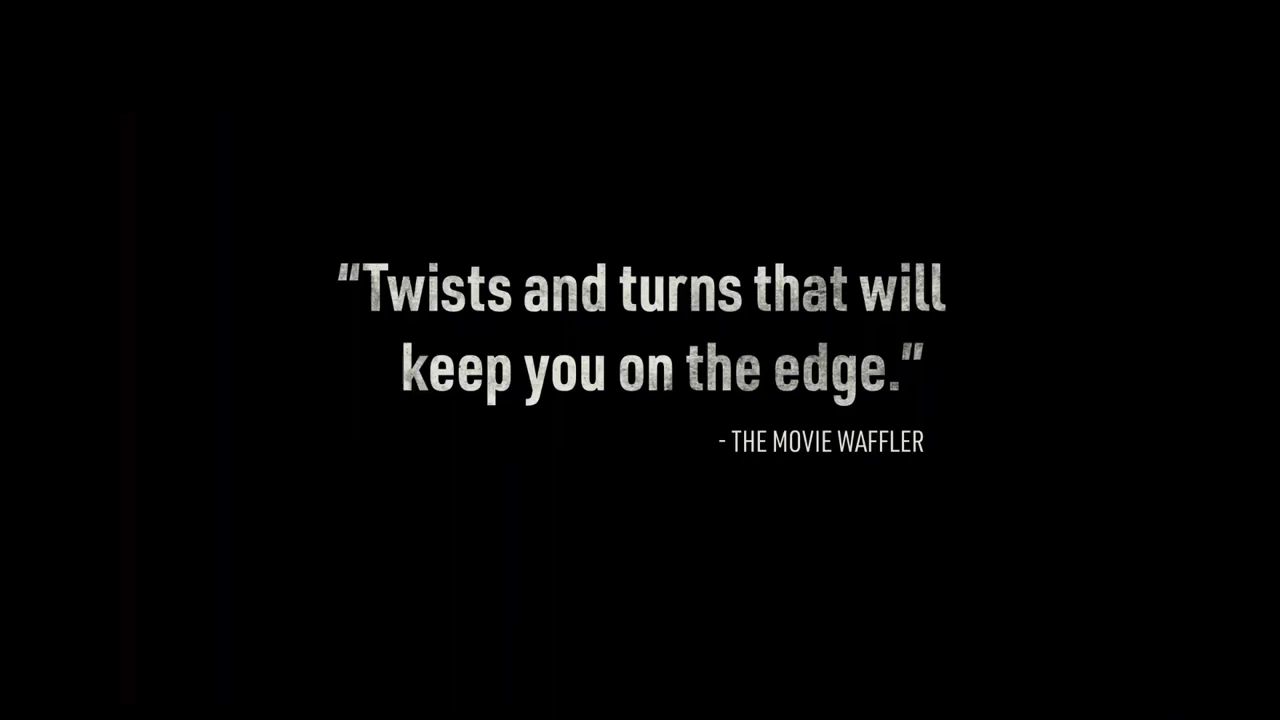 "Twists and turns that will
keep you on the edge."
- THE MOVIE WAFFLER